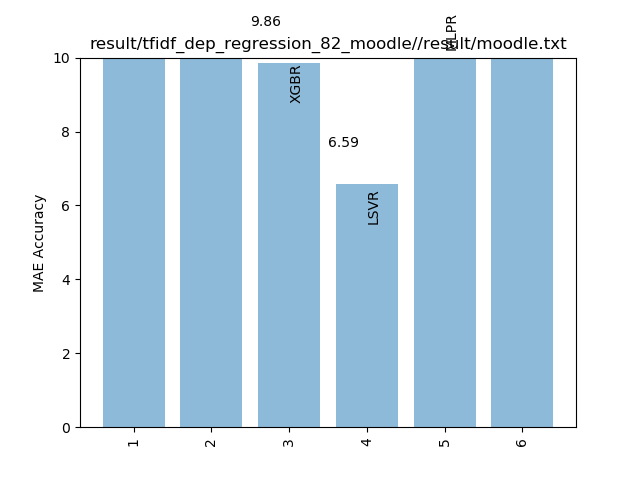 9.86
MLPR
result/tfidf_dep_regression_82_moodle//result/moodle.txt
10
8
6
4
2
0
MAE Accuracy
XGBR
6.59
LSVR
1
2
3
4
5
6